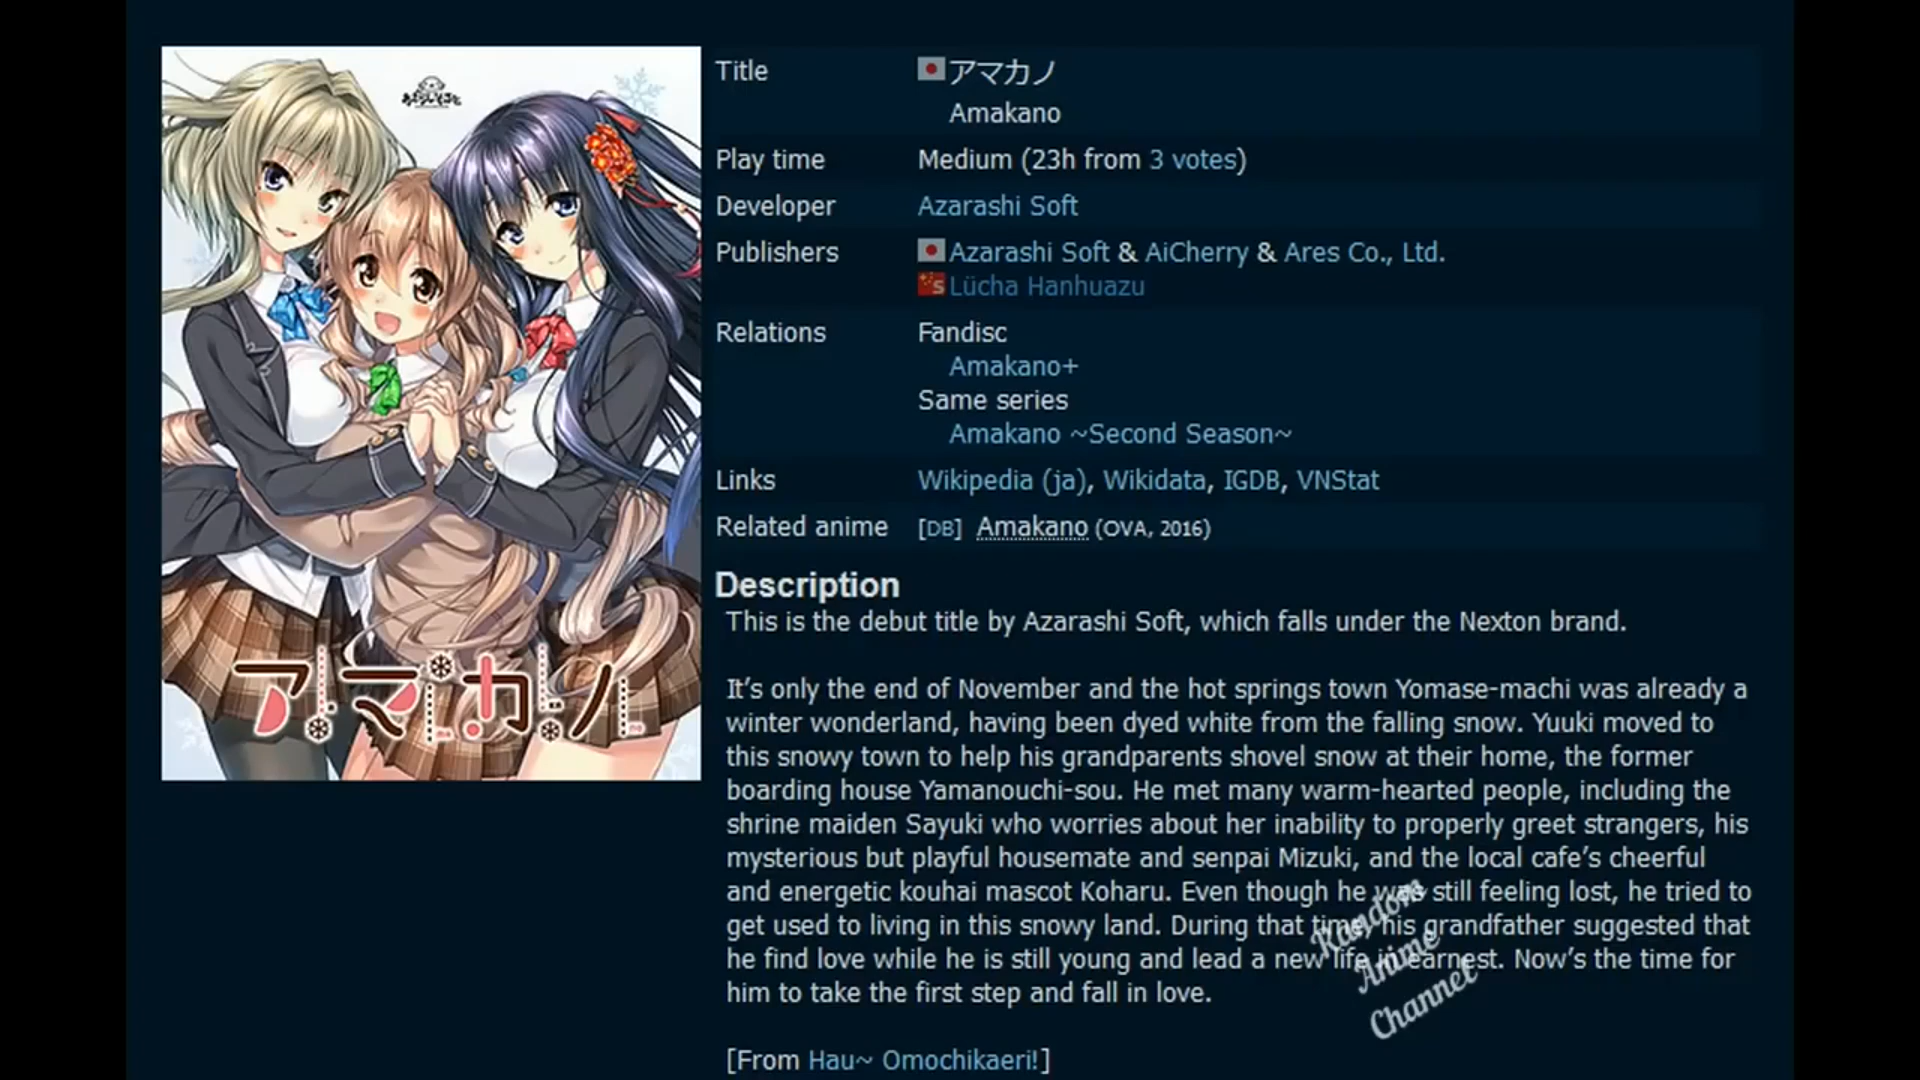 あざらしそふと
アマカノ
Title アマカノ
Amakano
Play time Medium (23h from 3 votes)
Developer Azarashi Soft
Publishers Azarashi Soft & AiCherry & Ares Co., Ltd.
Lücha Hanhuazu
Relations Fandisc
Amakano+
Same series
Amakano ~Second Season~
Links Wikipedia (ja), Wikidata, IGDB, VNStat
Related anime [DB] Amakano (OVA, 2016)
Description
This is the debut title by Azarashi Soft, which falls under the Nexton brand.
It’s only the end of November and the hot springs town Yomase-machi was already a
winter wonderland, having been dyed white from the falling snow. Yuuki moved to
this snowy town to help his grandparents shovel snow at their home, the former
boarding house Yamanouchi-sou. He met many warm-hearted people, including the
shrine maiden Sayuki who worries about her inability to properly greet strangers, his
mysterious but playful housemate and senpai Mizuki, and the local cafe’s cheerful
and energetic kouhai mascot Koharu. Even though he was still feeling lost, he tried to
get used to living in this snowy land. During that time, his grandfather suggested that
he find love while he is still young and lead a new life in earnest. Now’s the time for
him to take the first step and fall in love.
[From Hau~ Omochikaeri!]
Random
Anime
Channel